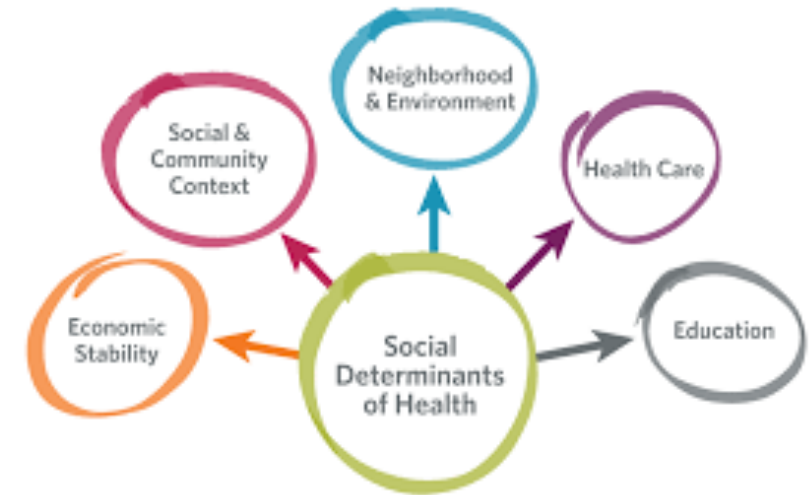 Neighborhood
& Environment
Social &
Community
Context
Health Care
Economic
Stability
Education
Social
Determinants
of Health